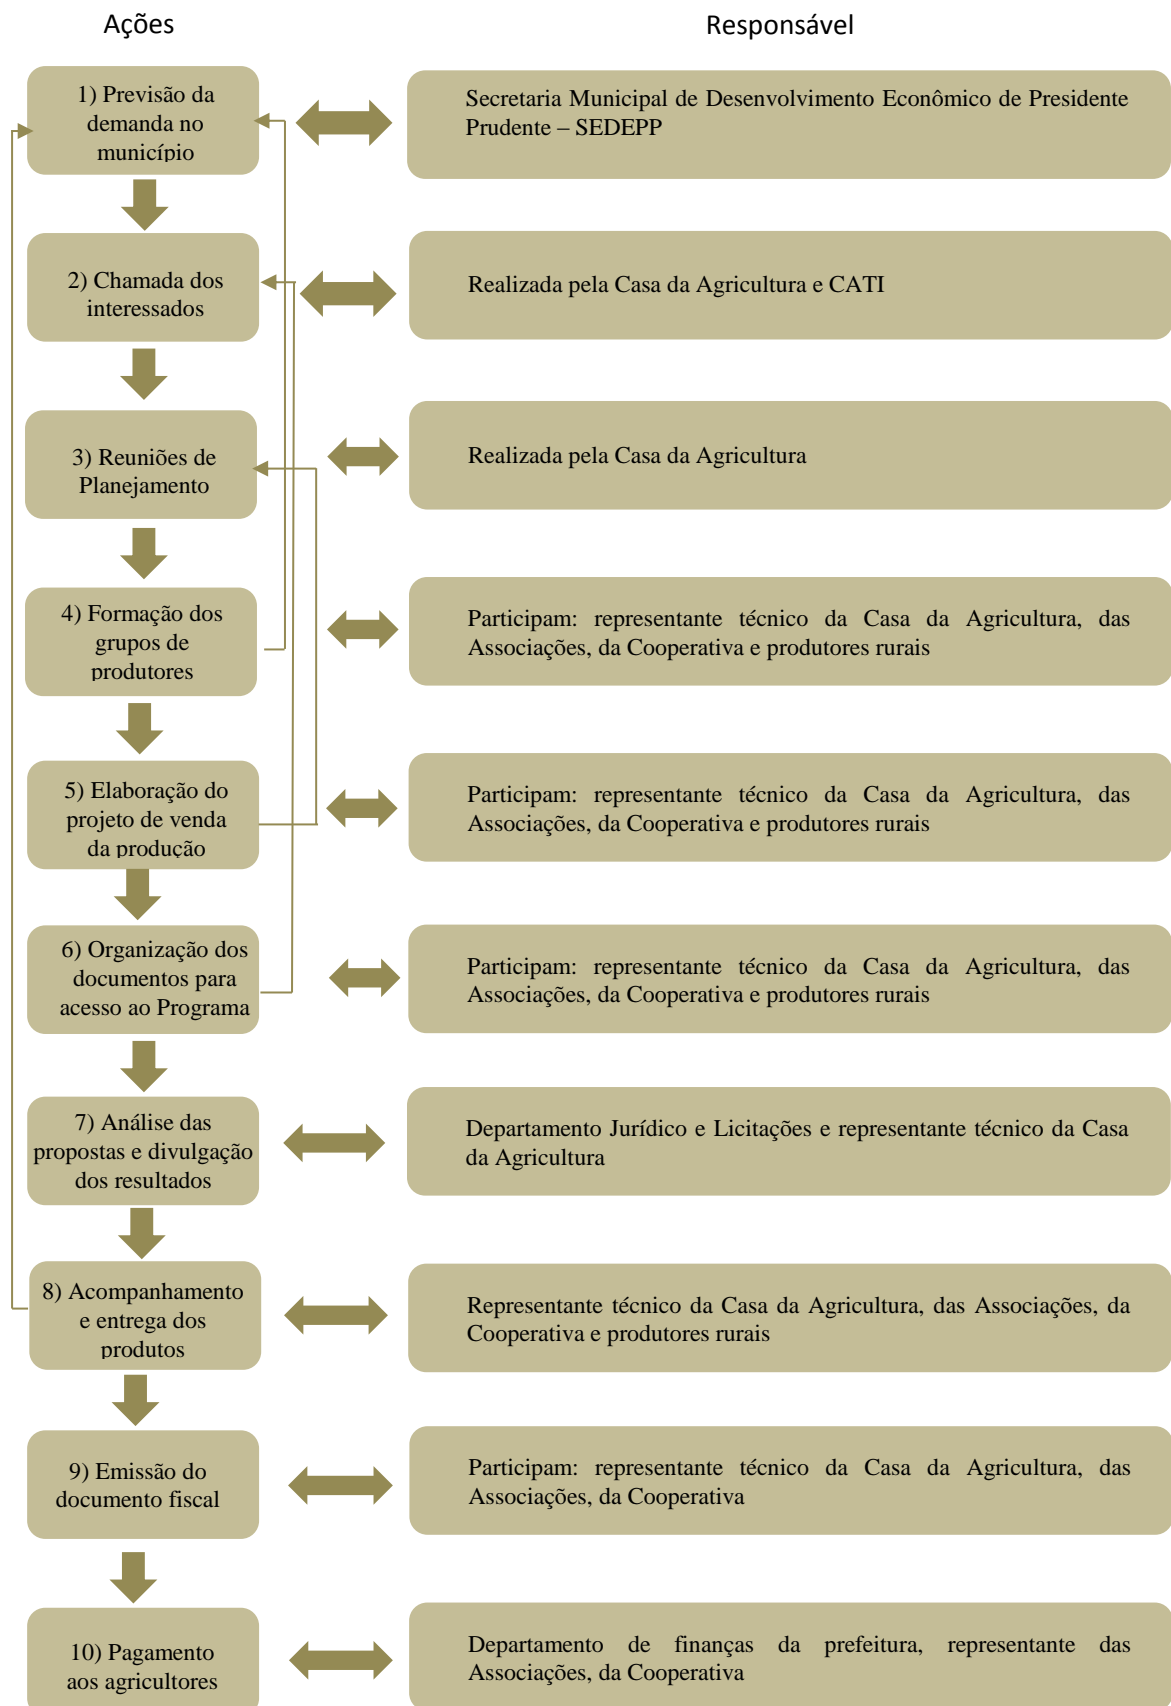 Ações
Responsável
1) Previsão da
demanda no
município
Secretaria Municipal de Desenvolvimento Econômico de Presidente
Prudente – SEDEPP
2) Chamada dos
interessados
Realizada pela Casa da Agricultura e CATI
3) Reuniões de
Planejamento
Realizada pela Casa da Agricultura
4) Formação dos
grupos de
produtores
Participam: representante técnico da Casa da Agricultura, das
Associações, da Cooperativa e produtores rurais
5) Elaboração do
projeto de venda
da produção
Participam: representante técnico da Casa da Agricultura, das
Associações, da Cooperativa e produtores rurais
6) Organização dos
documentos para
acesso ao Programa
Participam: representante técnico da Casa da Agricultura, das
Associações, da Cooperativa e produtores rurais
7) Análise das
propostas e divulgação
dos resultados
Departamento Jurídico e Licitações e representante técnico da Casa
da Agricultura
8) Acompanhamento
e entrega dos
produtos
Representante técnico da Casa da Agricultura, das Associações, da
Cooperativa e produtores rurais
9) Emissão do
documento fiscal
Participam: representante técnico da Casa da Agricultura, das
Associações, da Cooperativa
10) Pagamento
aos agricultores
Departamento de finanças da prefeitura, representante das
Associações, da Cooperativa